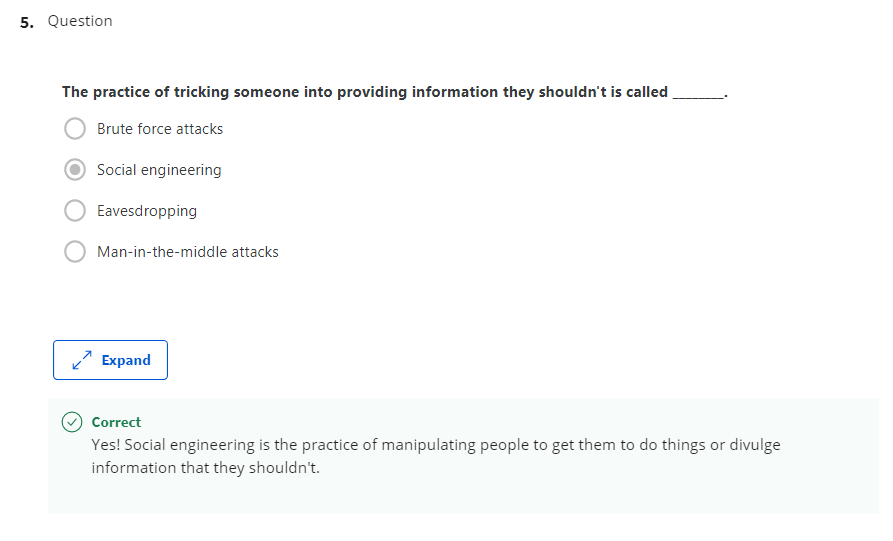 5. Question
The practice of tricking someone into providing information they shouldn't is called ________.
Brute force attacks
Social engineering
Eavesdropping
Man-in-the-middle attacks
Expand
Correct
Yes! Social engineering is the practice of manipulating people to get them to do things or divulge
information that they shouldn't.